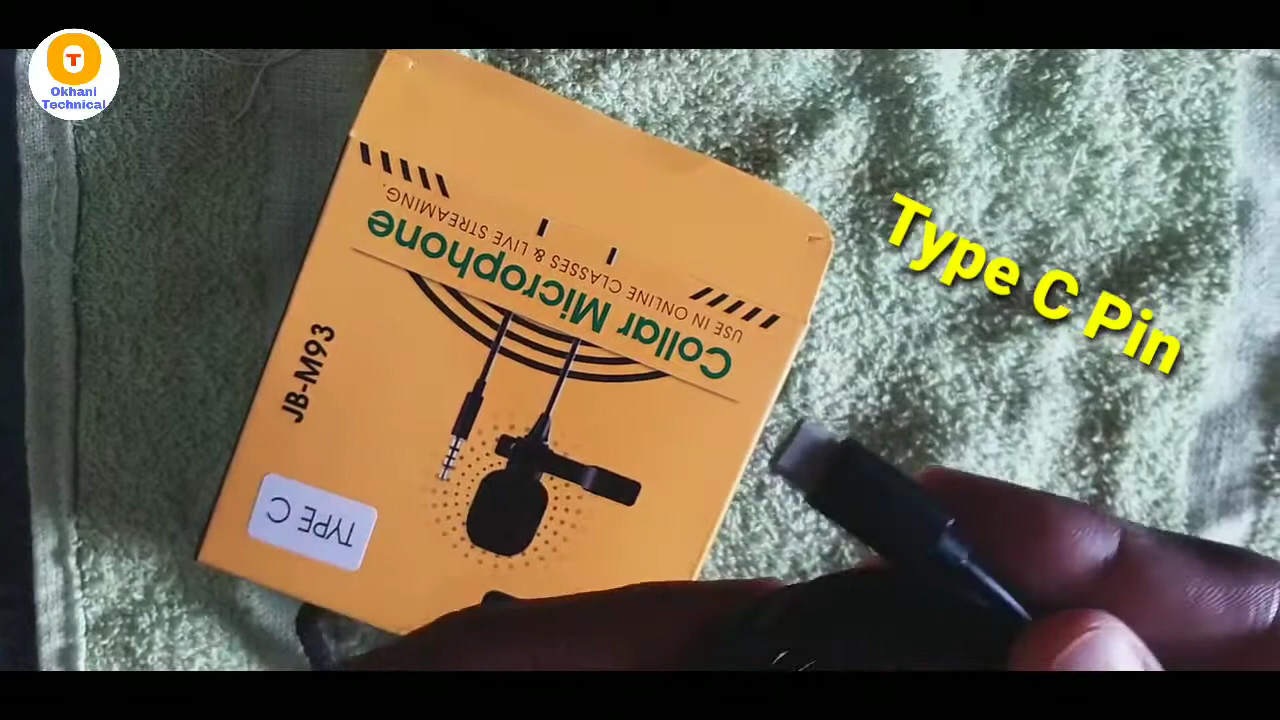 Okhani
Technical
Type C Pin
Collar Microphone
USE IN ONLINE CLASSES & LIVE STREAMING.
JB-M93
TYPE C